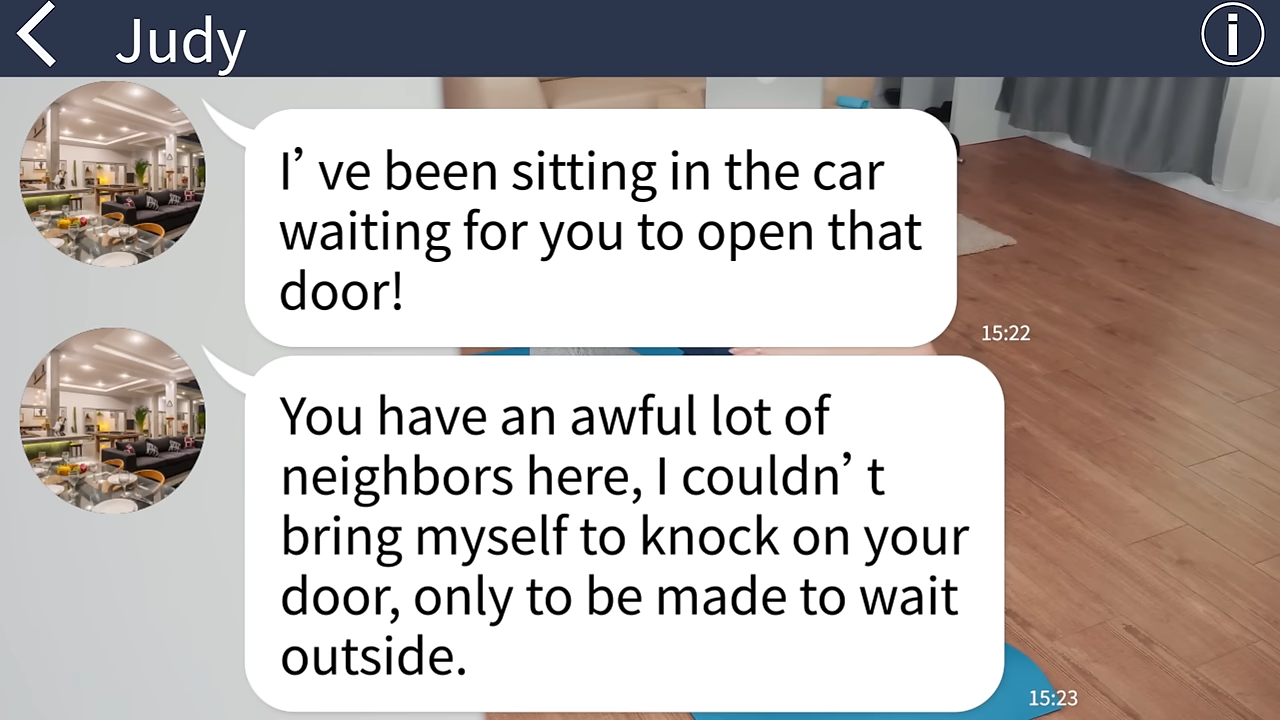 Judy
i
I’ve been sitting in the car
waiting for you to open that
door!
15:22
You have an awful lot of
neighbors here, I couldn’t
bring myself to knock on your
door, only to be made to wait
outside.
15:23